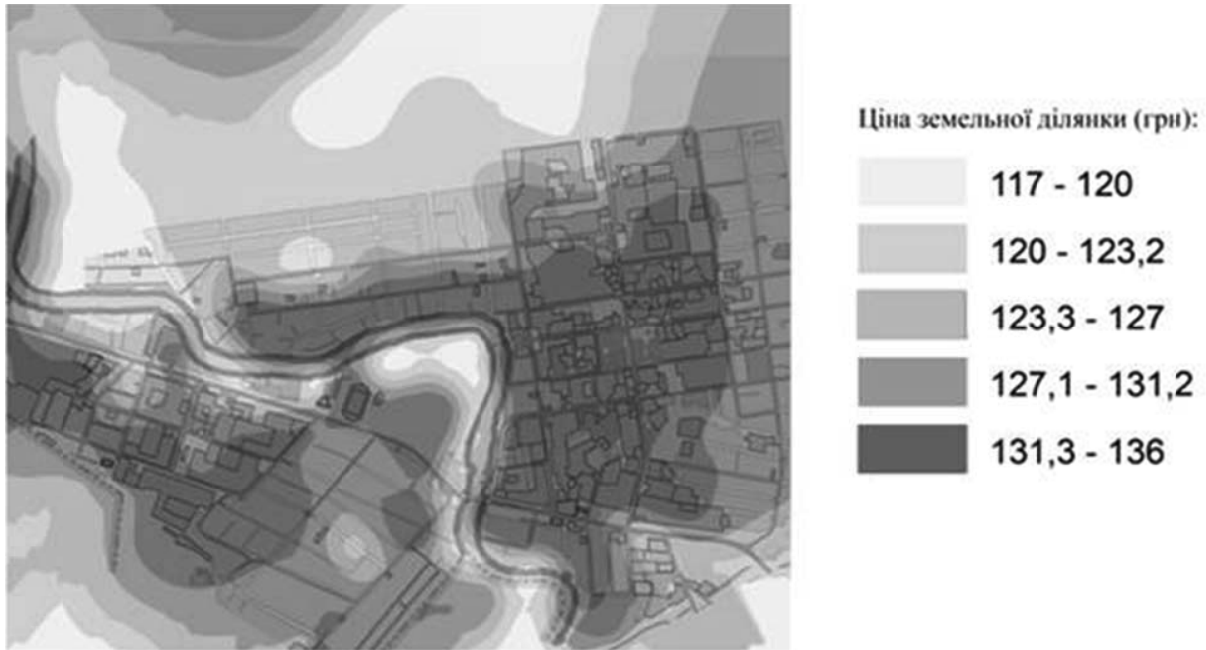 Ціна земельної ділянки (грн):
117 - 120
120 - 123,2
123,3 - 127
127,1 - 131,2
131,3 - 136